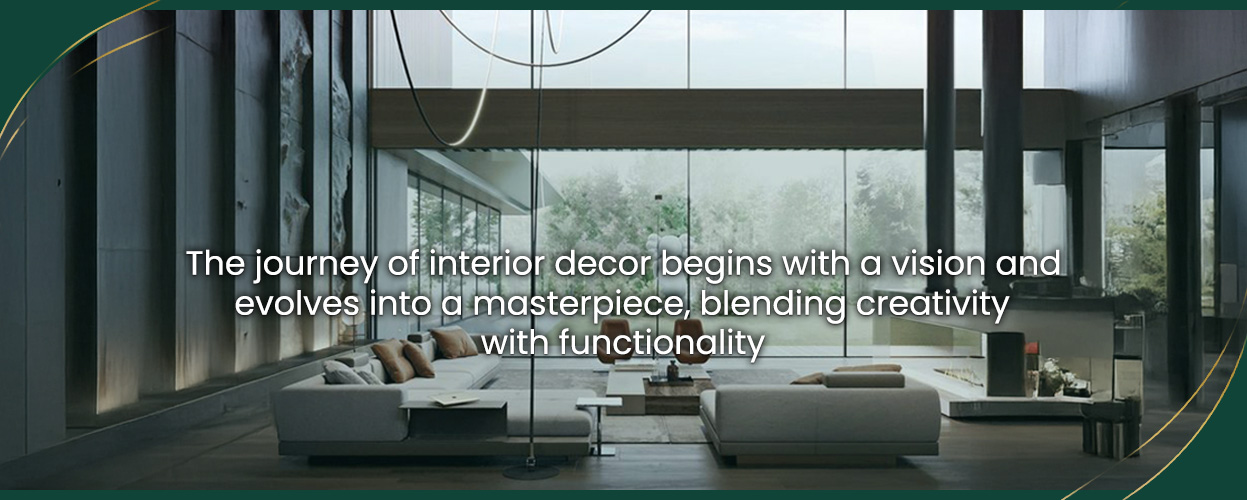 The journey of interior decor begins with a vision and
evolves into a masterpiece, blending creativity
with functionality